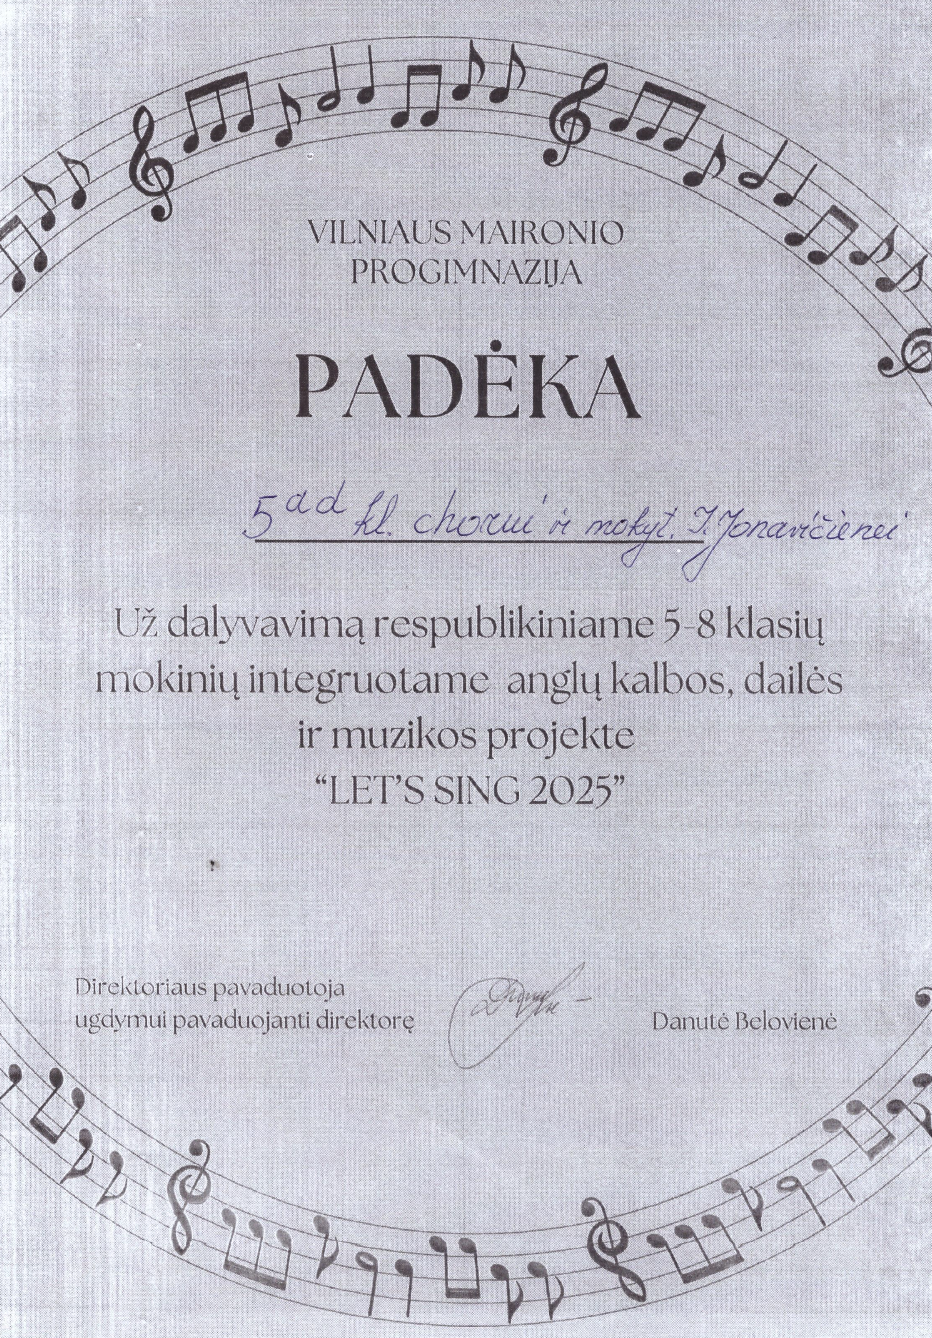 VILNIAUS MAIRONIO
PROGIMNAZIJA
PADĖKA
5 a d kl. chorui ir mokyt. I. Jonavičienei
Už dalyvavimą respublikiniame 5-8 klasių
mokinių integruotame anglų kalbos, dailės
ir muzikos projekte
“LET’S SING 2025”
Direktoriaus pavaduotoja
ugdymui pavaduojanti direktorę
Danutė Belovienė